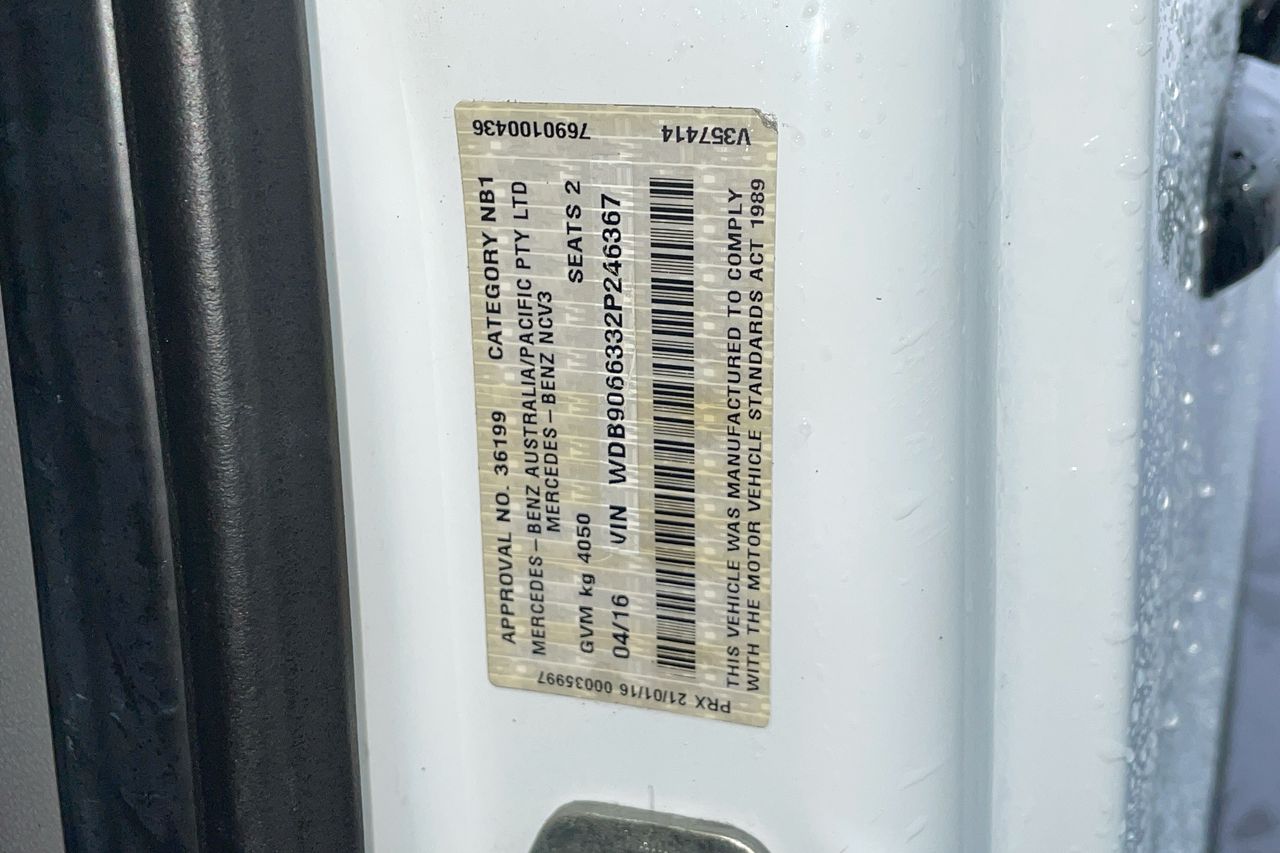 APPROVAL NO. 36199 CATEGORY NB1
MERCEDES-BENZ AUSTRALIA/PACIFIC PTY LTD
MERCEDES-BENZ NCV3
GVM kg 4050 SEATS 2
04/16 VIN WDB9066332P246367
THIS VEHICLE WAS MANUFACTURED TO COMPLY
WITH THE MOTOR VEHICLE STANDARDS ACT 1989
7690100436 V357414
PRX 21/01/16 00035997